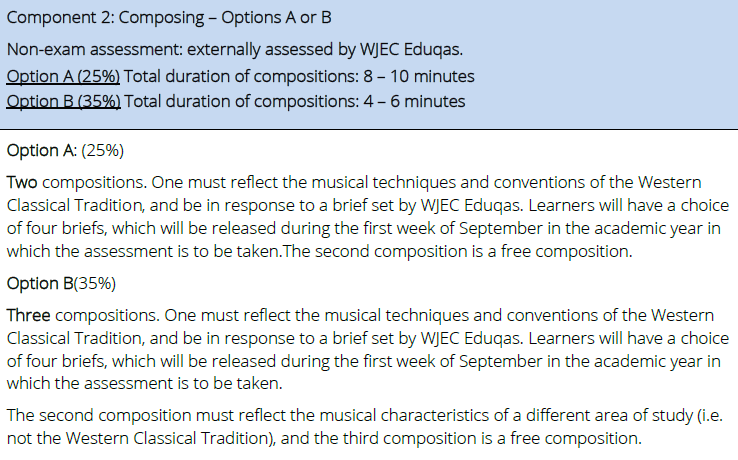 Component 2: Composing – Options A or B
Non-exam assessment: externally assessed by WJEC Eduqas.
Option A (25%) Total duration of compositions: 8 – 10 minutes
Option B (35%) Total duration of compositions: 4 – 6 minutes
Option A: (25%)
Two compositions. One must reflect the musical techniques and conventions of the Western
Classical Tradition, and be in response to a brief set by WJEC Eduqas. Learners will have a choice
of four briefs, which will be released during the first week of September in the academic year in
which the assessment is to be taken.The second composition is a free composition.
Option B(35%)
Three compositions. One must reflect the musical techniques and conventions of the Western
Classical Tradition, and be in response to a brief set by WJEC Eduqas. Learners will have a choice
of four briefs, which will be released during the first week of September in the academic year in
which the assessment is to be taken.
The second composition must reflect the musical characteristics of a different area of study (i.e.
not the Western Classical Tradition), and the third composition is a free composition.